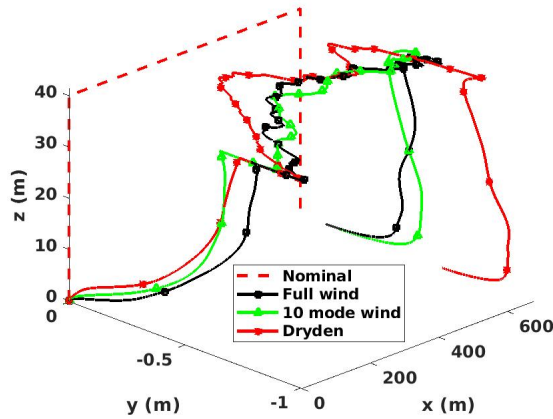 40
30
20
10
0
z (m)
0
-0.5
-1
y (m)
0
200
400
600
x (m)
Nominal
Full wind
10 mode wind
Dryden